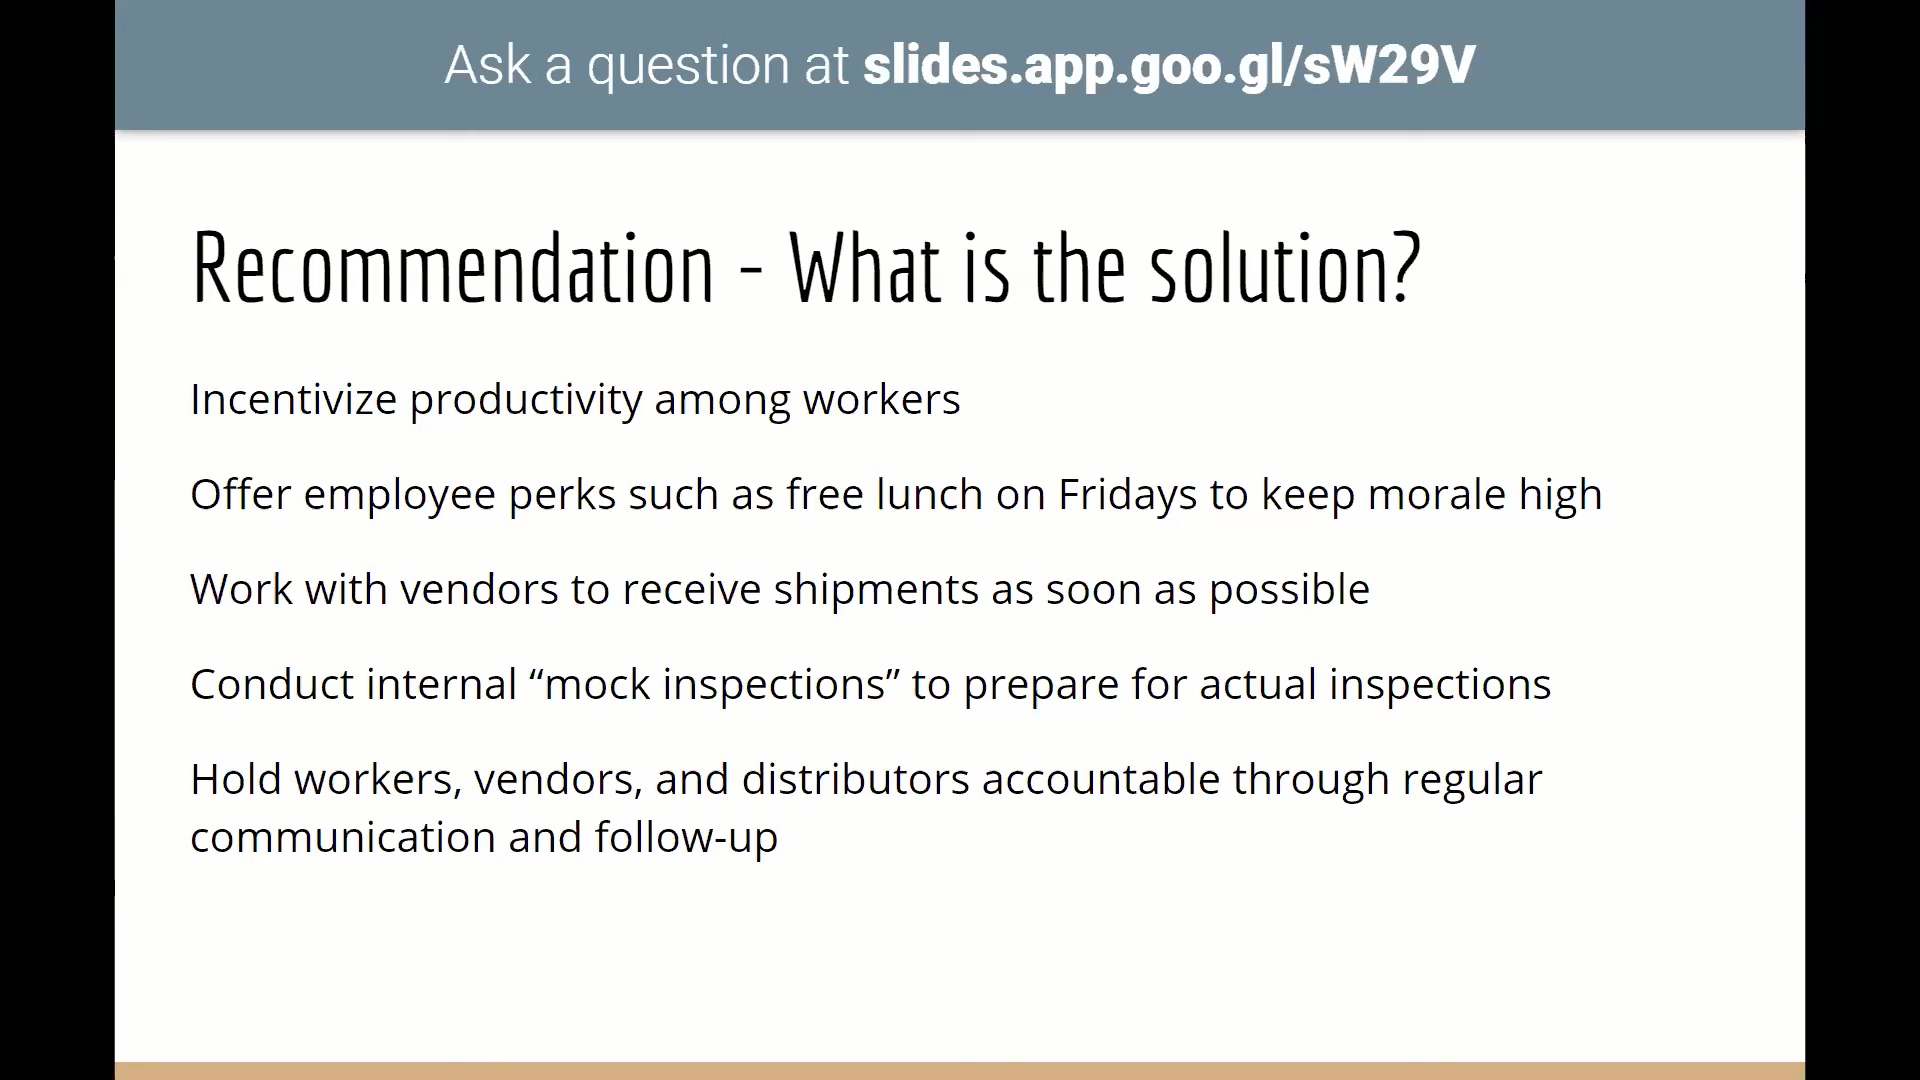 Ask a question at slides.app.goo.gl/sW29V
Recommendation - What is the solution?
Incentivize productivity among workers
Offer employee perks such as free lunch on Fridays to keep morale high
Work with vendors to receive shipments as soon as possible
Conduct internal “mock inspections” to prepare for actual inspections
Hold workers, vendors, and distributors accountable through regular
communication and follow-up